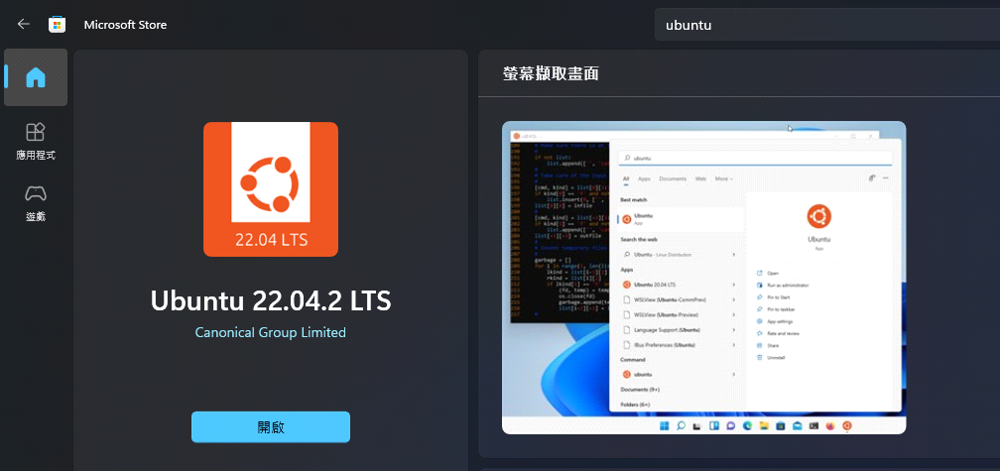 Microsoft Store
ubuntu
應用程式
遊戲
22.04 LTS
Ubuntu 22.04.2 LTS
Canonical Group Limited
開啟
螢幕擷取畫面
ubuntu
All Apps Documents Web More
Best match
Ubuntu
App
Search the web
Ubuntu - Linux Distribution
Apps
Ubuntu 20.04 LTS
WSLView (Ubuntu-CommPrev)
WSLView (Ubuntu-Preview)
Language Support (Ubuntu)
IBus Preferences (Ubuntu)
Command
ubuntu
Documents (9+)
Folders (6+)
Ubuntu
App
Open
Run as administrator
Pin to Start
Pin to taskbar
App settings
Rate and review
Share
Uninstall
if not list:
garbage = []